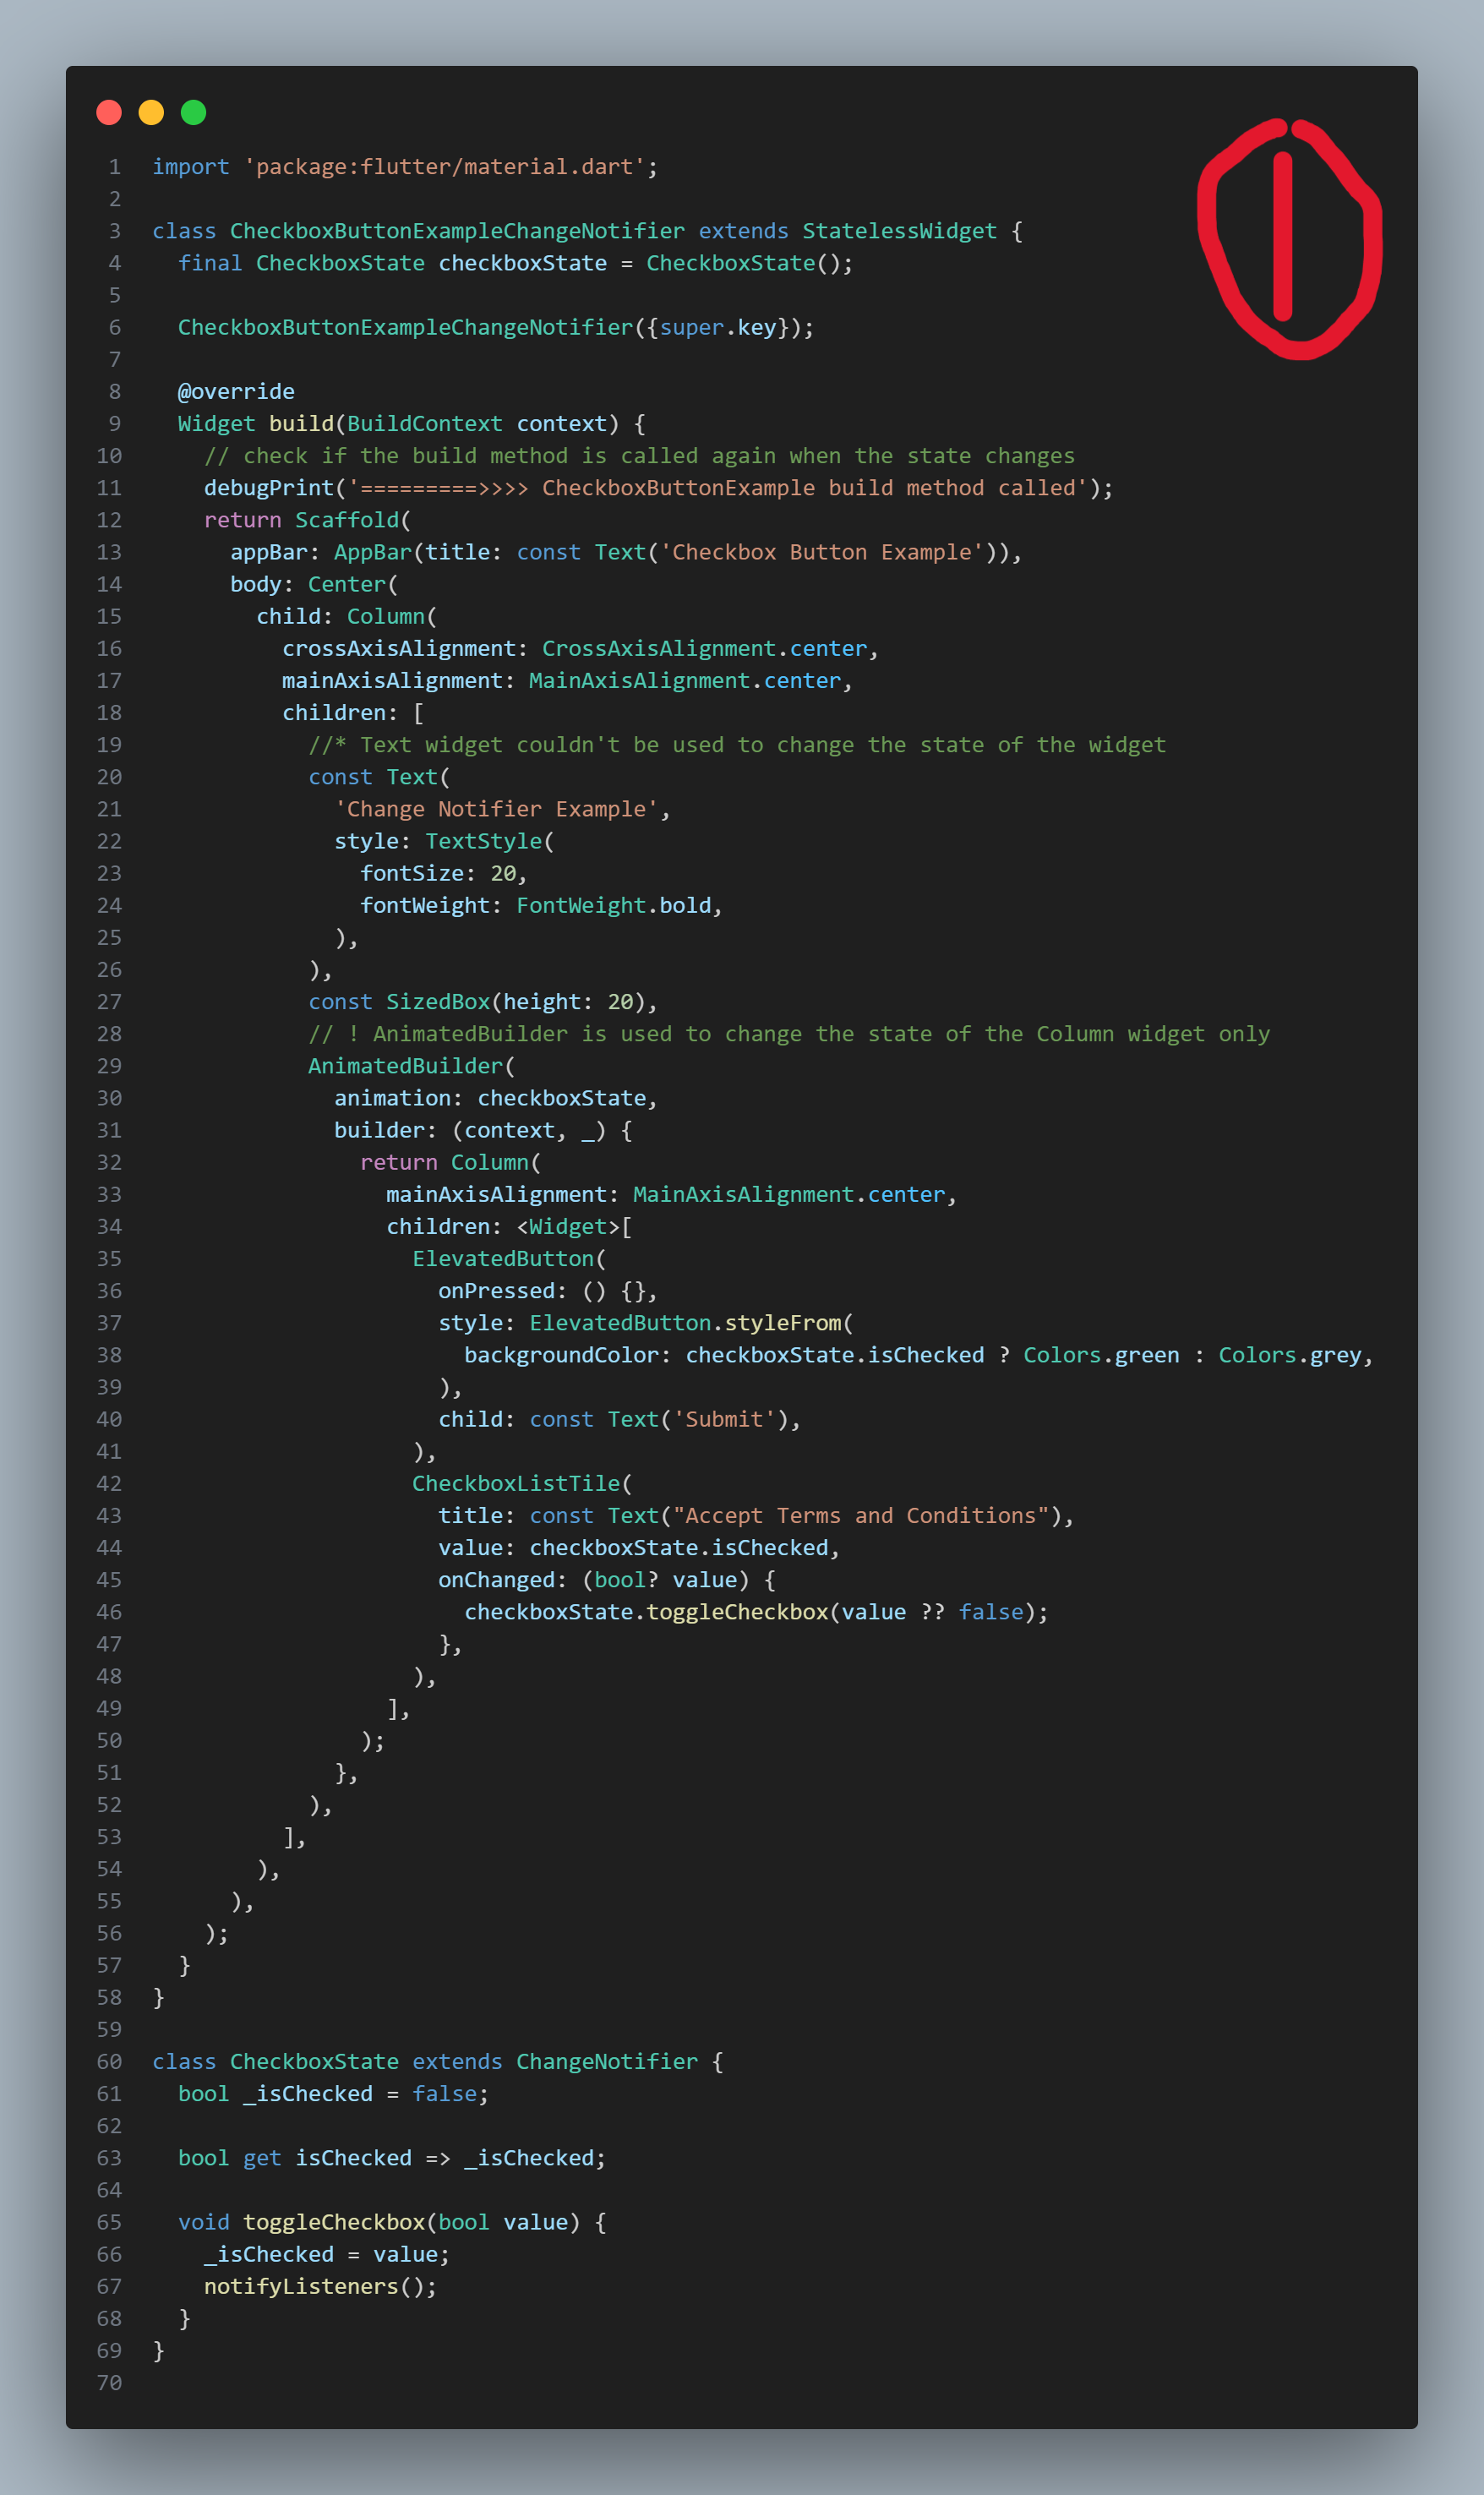 1 import 'package:flutter/material.dart';
2
3 class CheckboxButtonExampleChangeNotifier extends StatelessWidget {
4   final CheckboxState checkboxState = CheckboxState();
5
6   CheckboxButtonExampleChangeNotifier({super.key});
7
8   @override
9   Widget build(BuildContext context) {
10     // check if the build method is called again when the state changes
11     debugPrint('=========>>>> CheckboxButtonExample build method called');
12     return Scaffold(
13       appBar: AppBar(title: const Text('Checkbox Button Example')),
14       body: Center(
15         child: Column(
16           crossAxisAlignment: CrossAxisAlignment.center,
17           mainAxisAlignment: MainAxisAlignment.center,
18           children: [
19             //* Text widget couldn't be used to change the state of the widget
20             const Text(
21               'Change Notifier Example',
22               style: TextStyle(
23                 fontSize: 20,
24                 fontWeight: FontWeight.bold,
25               ),
26             ),
27             const SizedBox(height: 20),
28             // ! AnimatedBuilder is used to change the state of the Column widget only
29             AnimatedBuilder(
30               animation: checkboxState,
31               builder: (context, _) {
32                 return Column(
33                   mainAxisAlignment: MainAxisAlignment.center,
34                   children: <Widget>[
35                     ElevatedButton(
36                       onPressed: () {},
37                       style: ElevatedButton.styleFrom(
38                         backgroundColor: checkboxState.isChecked ? Colors.green : Colors.grey,
39                       ),
40                       child: const Text('Submit'),
41                     ),
42                     CheckboxListTile(
43                       title: const Text("Accept Terms and Conditions"),
44                       value: checkboxState.isChecked,
45                       onChanged: (bool? value) {
46                         checkboxState.toggleCheckbox(value ?? false);
47                       },
48                     ),
49                   ],
50                 );
51               },
52             ),
53           ],
54         ),
55       ),
56     );
57   }
58 }
59
60 class CheckboxState extends ChangeNotifier {
61   bool _isChecked = false;
62
63   bool get isChecked => _isChecked;
64
65   void toggleCheckbox(bool value) {
66     _isChecked = value;
67     notifyListeners();
68   }
69 }
70
1